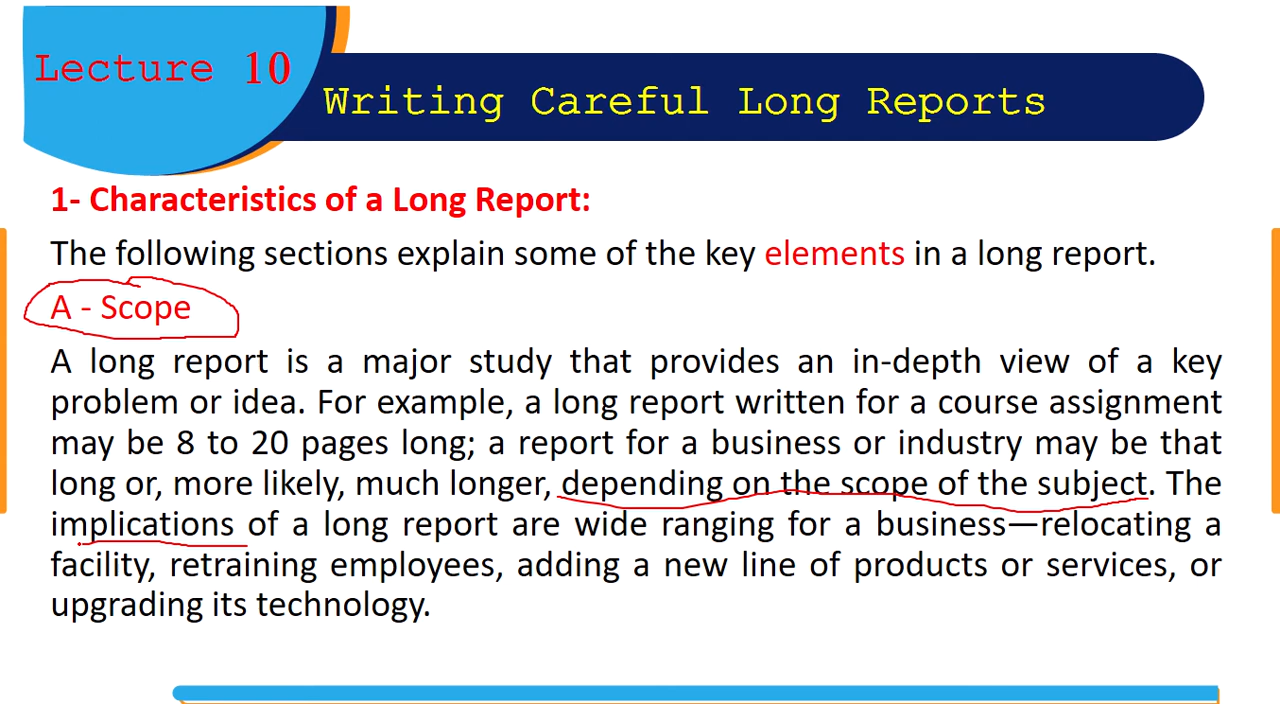 Lecture 10
Writing Careful Long Reports
1- Characteristics of a Long Report:
The following sections explain some of the key elements in a long report.
A - Scope
A long report is a major study that provides an in-depth view of a key
problem or idea. For example, a long report written for a course assignment
may be 8 to 20 pages long; a report for a business or industry may be that
long or, more likely, much longer, depending on the scope of the subject. The
implications of a long report are wide ranging for a business—relocating a
facility, retraining employees, adding a new line of products or services, or
upgrading its technology.